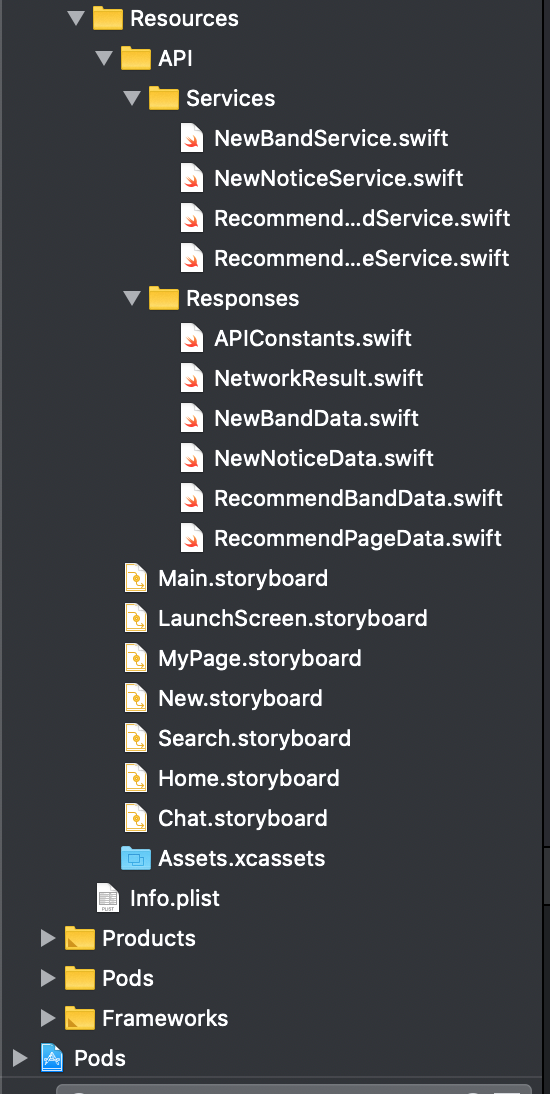 Resources
API
Services
NewBandService.swift
NewNoticeService.swift
Recommend...dService.swift
Recommend...eService.swift
Responses
APIConstants.swift
NetworkResult.swift
NewBandData.swift
NewNoticeData.swift
RecommendBandData.swift
RecommendPageData.swift
Main.storyboard
LaunchScreen.storyboard
MyPage.storyboard
New.storyboard
Search.storyboard
Home.storyboard
Chat.storyboard
Assets.xcassets
Info.plist
Products
Pods
Frameworks
Pods